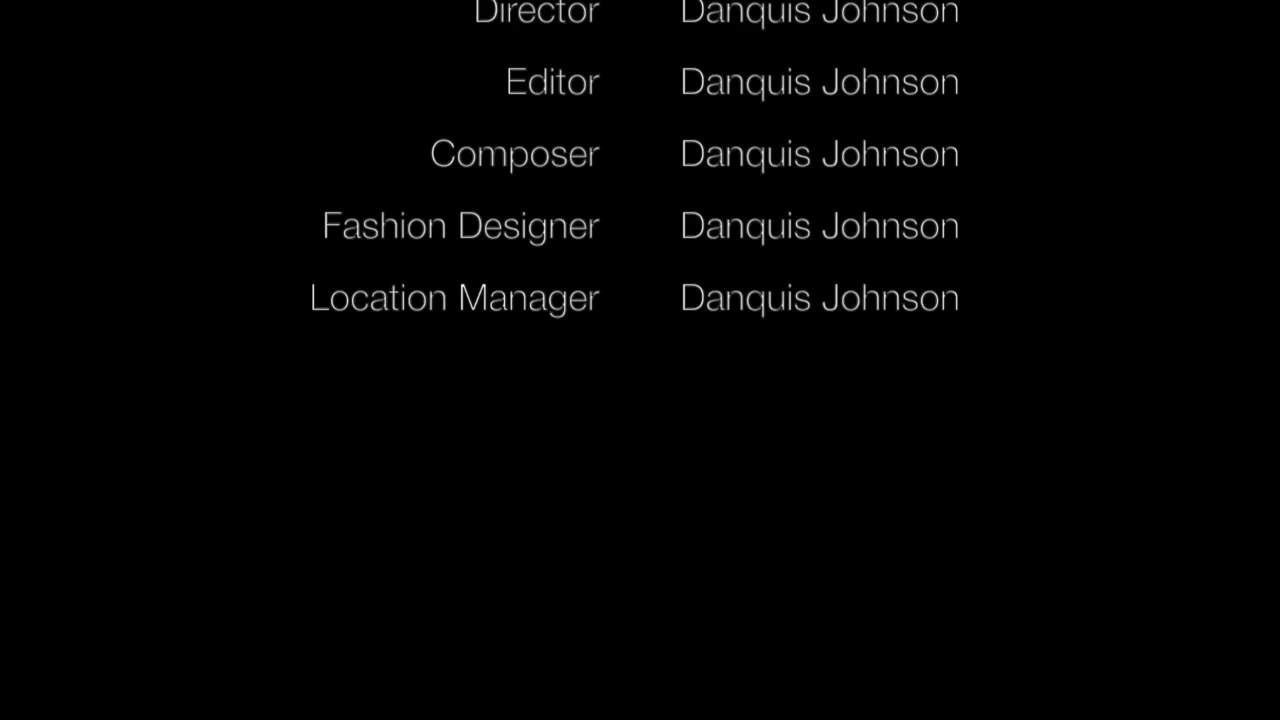 Director Danquis Johnson
Editor Danquis Johnson
Composer Danquis Johnson
Fashion Designer Danquis Johnson
Location Manager Danquis Johnson